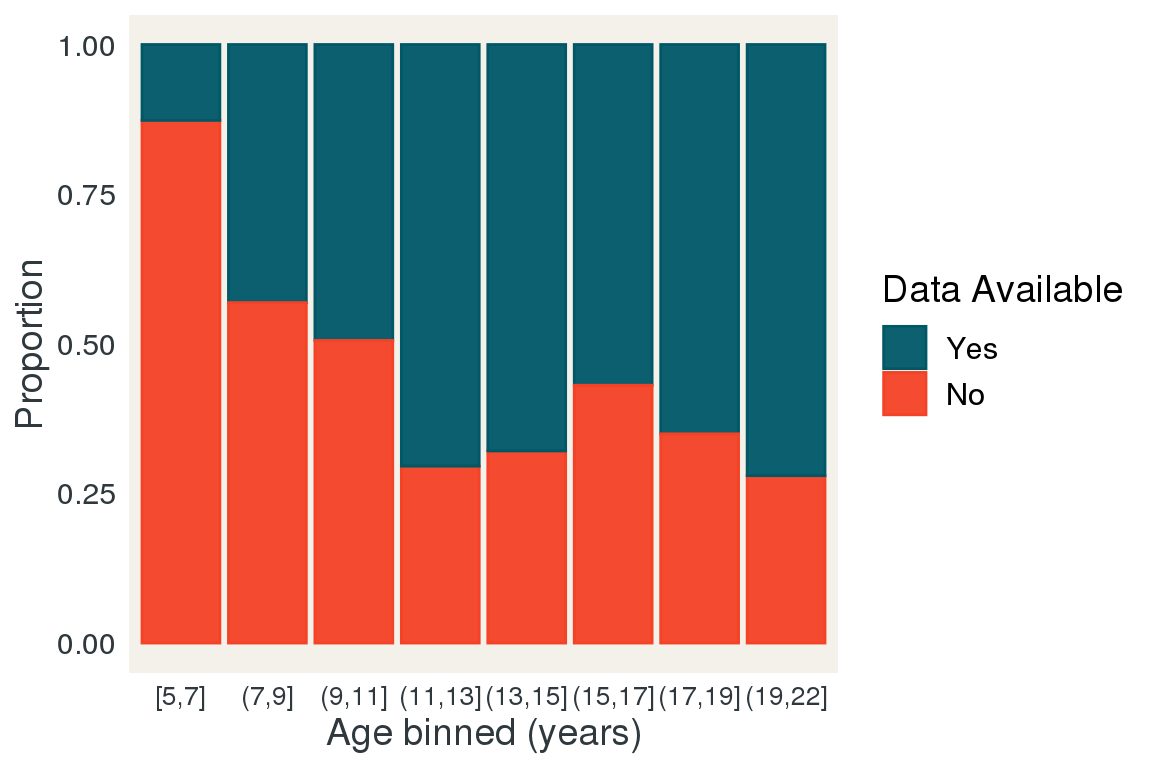 1.00
0.75
0.50
0.25
0.00
Proportion
[5,7] (7,9] (9,11] (11,13] (13,15] (15,17] (17,19] (19,22]
Age binned (years)
Data Available
Yes
No